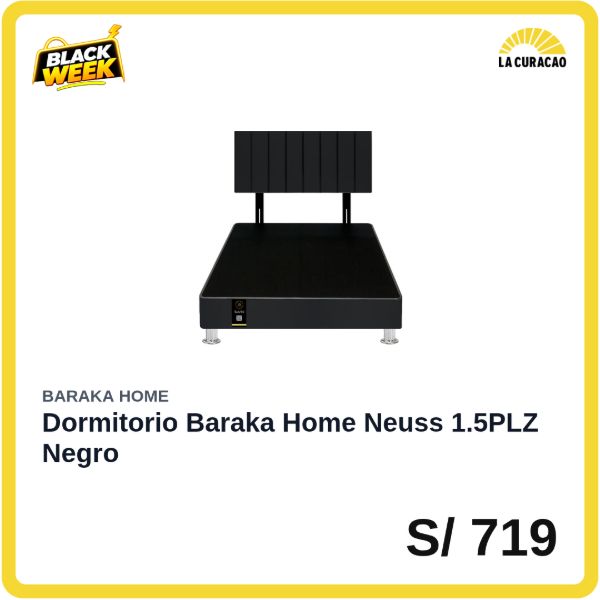 BLACK
WEEK
LA CURACAO
BARAKA HOME
Dormitorio Baraka Home Neuss 1.5PLZ
Negro
S/ 719